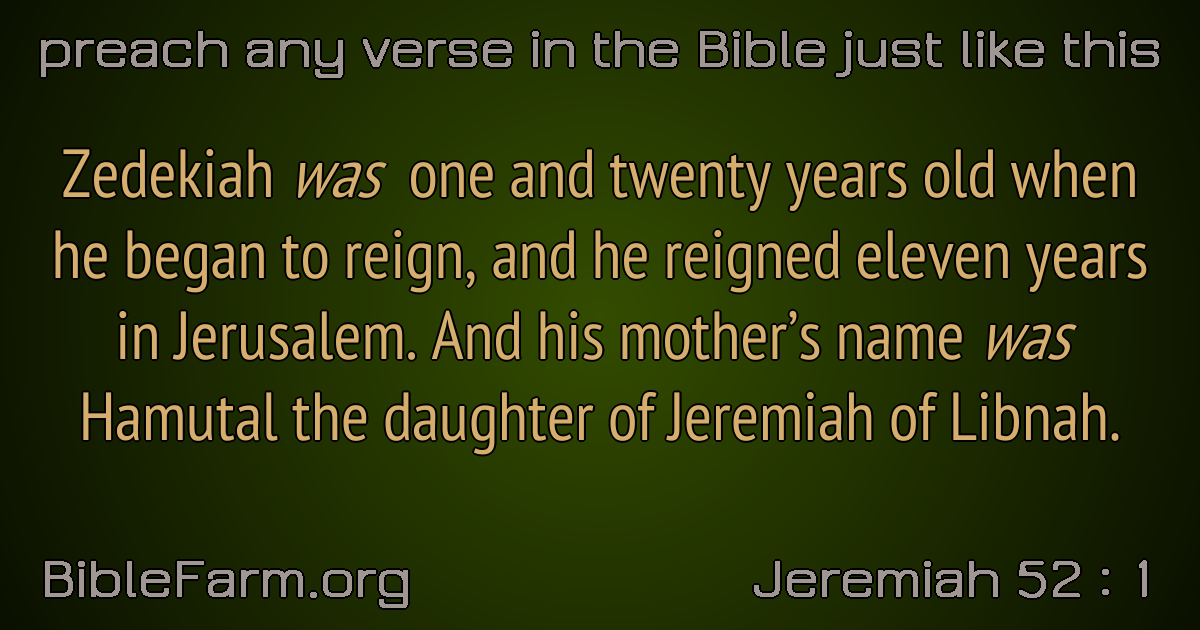 preach any verse in the Bible just like this
Zedekiah was one and twenty years old when
he began to reign, and he reigned eleven years
in Jerusalem. And his mother’s name was
Hamutal the daughter of Jeremiah of Libnah.
BibleFarm.org
Jeremiah 52 : 1